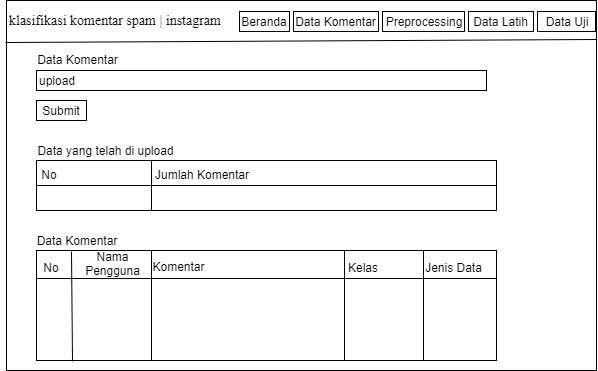 klasifikasi komentar spam | instagram Beranda Data Komentar Preprocessing Data Latih Data Uji
Data Komentar
upload
Submit
Data yang telah di upload
No Jumlah Komentar
Data Komentar
No Nama Pengguna Komentar Kelas Jenis Data